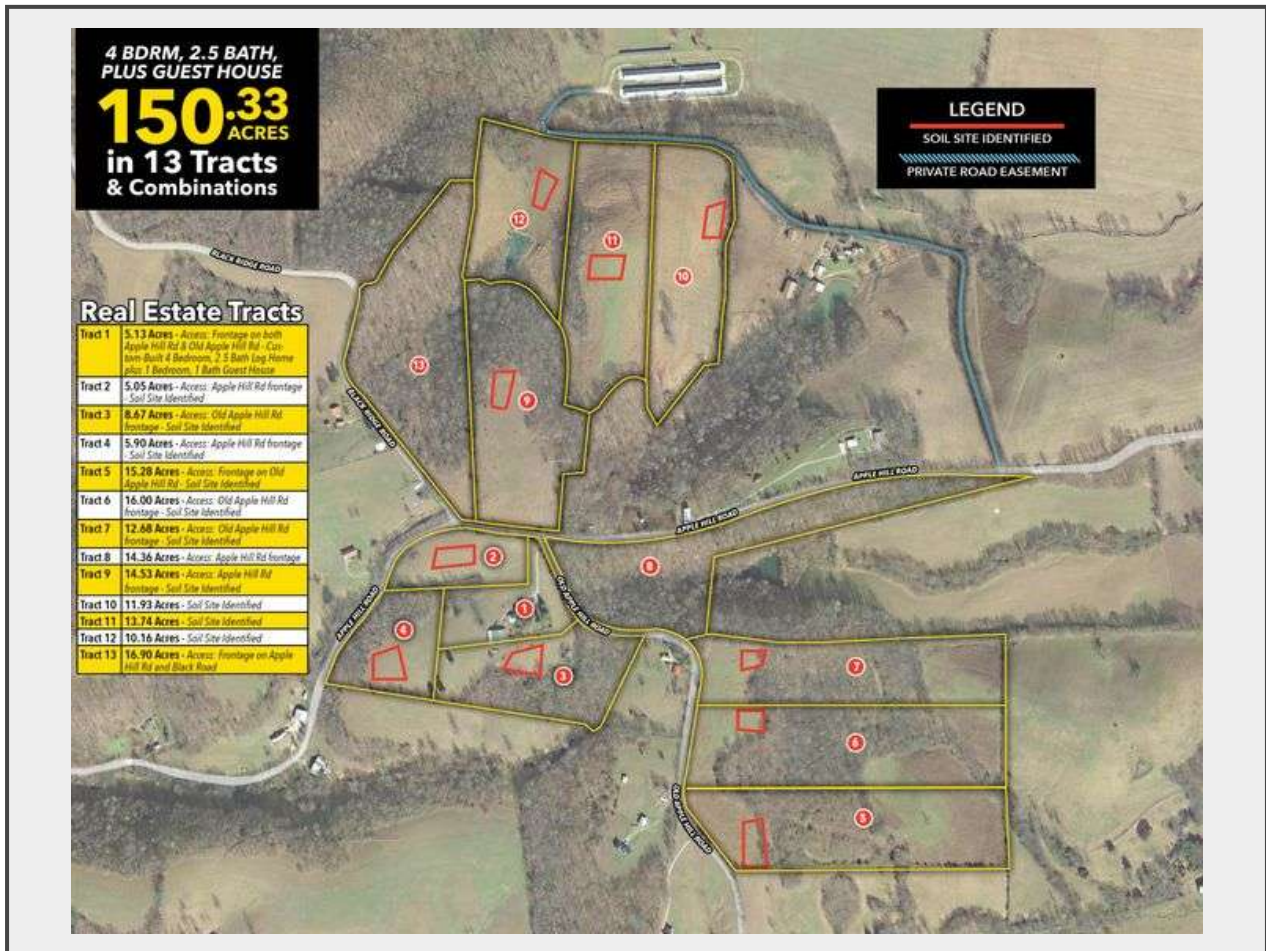 4 BDRM, 2.5 BATH,
PLUS GUEST HOUSE
150.33
ACRES
in 13 Tracts
& Combinations
LEGEND
SOIL SITE IDENTIFIED
PRIVATE ROAD EASEMENT
BLACK RIDGE ROAD
Real Estate Tracts
Tract 1 5.13 Acres - Access: Frontage on both
Apple Hill Rd & Old Apple Hill Rd - Cus-
tom-Built 4 Bedroom, 2.5 Bath Log Home
plus 1 Bedroom, 1 Bath Guest House
Tract 2 5.05 Acres - Access: Apple Hill Rd frontage
- Soil Site Identified
Tract 3 8.67 Acres - Access: Old Apple Hill Rd
frontage - Soil Site Identified
Tract 4 5.90 Acres - Access: Apple Hill Rd frontage
- Soil Site Identified
Tract 5 15.28 Acres - Access: Frontage on Old
Apple Hill Rd - Soil Site Identified
Tract 6 16.00 Acres - Access: Old Apple Hill Rd
frontage - Soil Site Identified
Tract 7 12.68 Acres - Access: Old Apple Hill Rd
frontage - Soil Site Identified
Tract 8 14.36 Acres - Access: Apple Hill Rd frontage
Tract 9 14.53 Acres - Access: Apple Hill Rd
frontage - Soil Site Identified
Tract 10 11.93 Acres - Soil Site Identified
Tract 11 13.74 Acres - Soil Site Identified
Tract 12 10.16 Acres - Soil Site Identified
Tract 13 16.90 Acres - Access: Frontage on Apple
Hill Rd and Black Road
12
11
10
13
9
BLACK RIDGE ROAD
APPLE HILL ROAD
APPLE HILL ROAD
2
8
1
OLD APPLE HILL ROAD
APPLE HILL ROAD
4
3
7
6
5
OLD APPLE HILL ROAD